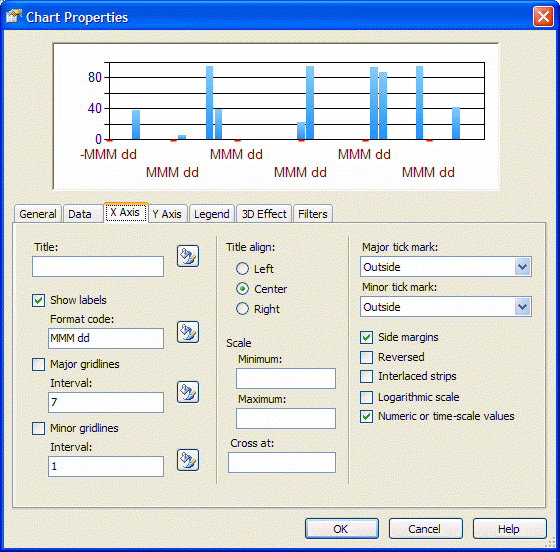 Chart Properties
80
40
0
-MMM dd MMM dd MMM dd
MMM dd MMM dd MMM dd
General Data X Axis Y Axis Legend 3D Effect Filters
Title:
Show labels
Format code:
MMM dd
Major gridlines
Interval:
7
Minor gridlines
Interval:
1
Title align:
Left
Center
Right
Scale
Minimum:
Maximum:
Cross at:
Major tick mark:
Outside
Minor tick mark:
Outside
Side margins
Reversed
Interlaced strips
Logarithmic scale
Numeric or time-scale values
OK Cancel Help